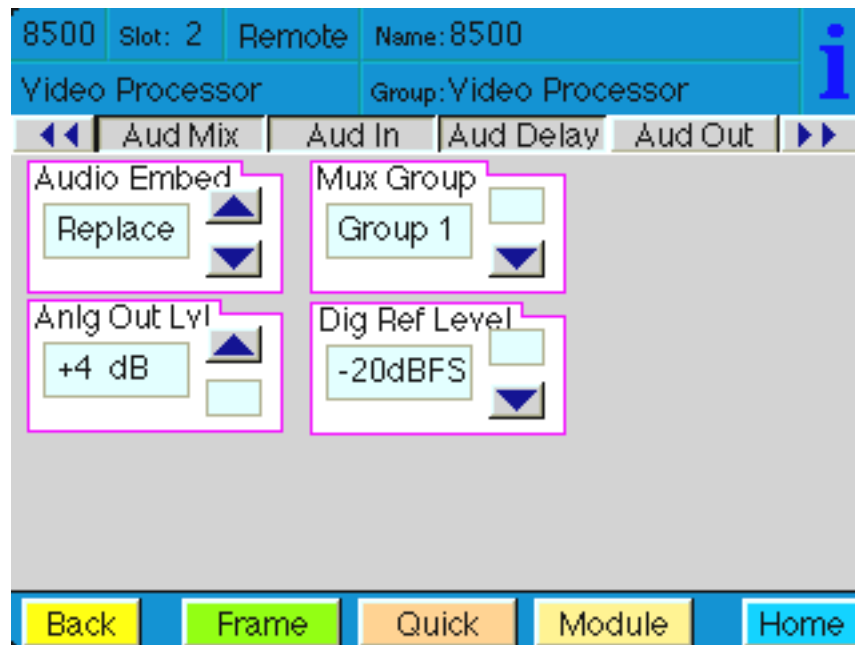 8500 Slot: 2 Remote Name: 8500
Video Processor Group: Video Processor
Aud Mix Aud In Aud Delay Aud Out
Audio Embed Mux Group
Replace Group 1
Anlg Out Lvl Dig Ref Level
+4 dB -20dBFS
Back Frame Quick Module Home